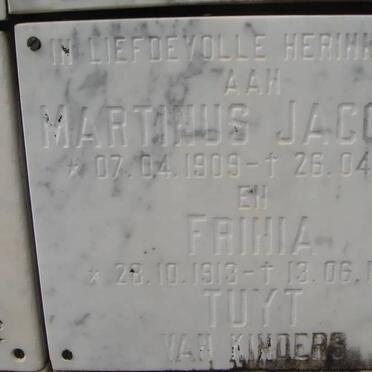 IN LIEFDEVOLLE HERINN
AAN
MARTINUS JACO
* 07.04.1909 - † 26.04
EN
FRINIA
* 28.10.1913 - † 13.06.1
TUYT
VAN KINDERS